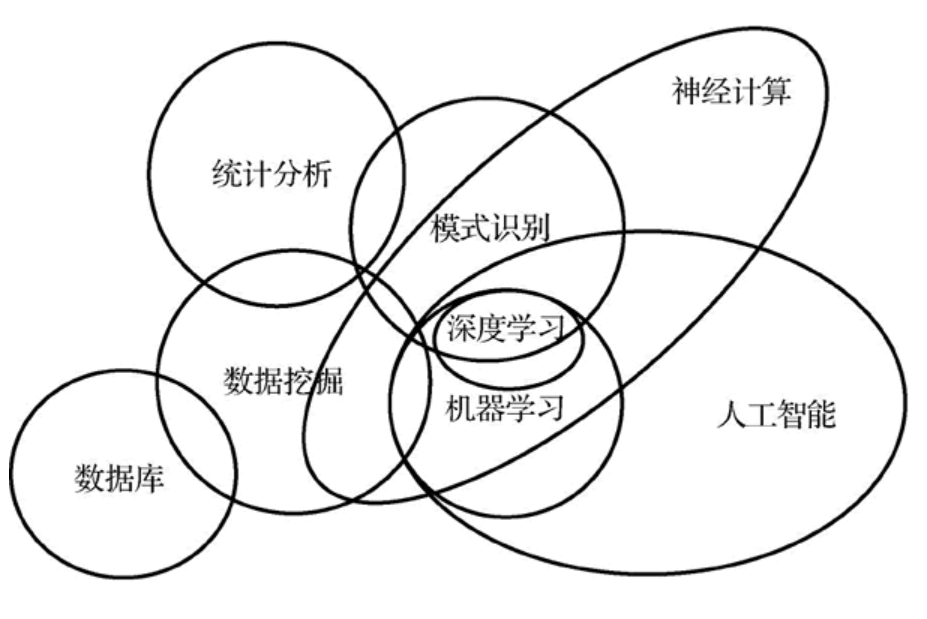 神经计算
统计分析
模式识别
深度学习
数据挖掘
机器学习
人工智能
数据库